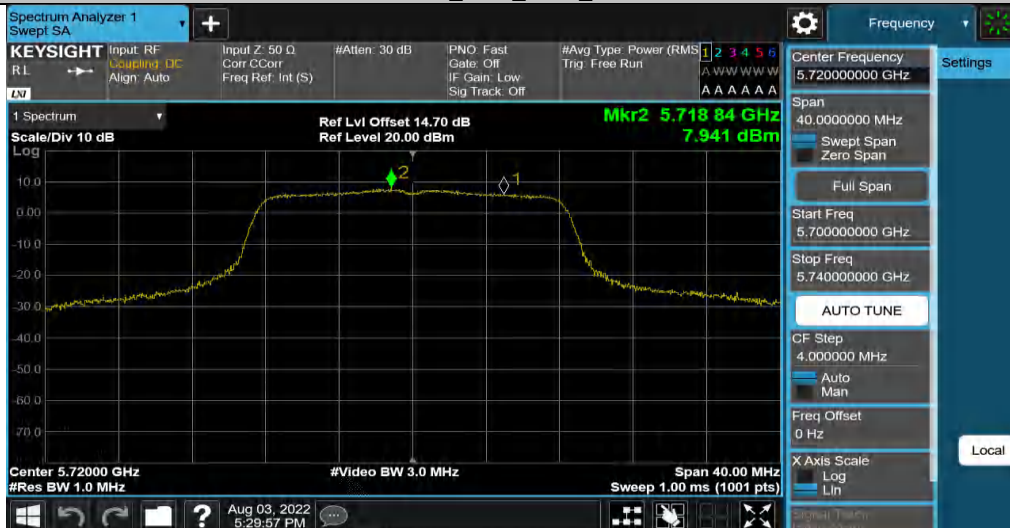 Spectrum Analyzer 1
Swept SA
+
Frequency
KEYSIGHT
RL
LXI
Input: RF
Coupling: DC
Align: Auto
Input Z: 50 Ω
Corr CCorr
Freq Ref: Int (S)
#Atten: 30 dB
PNO: Fast
Gate: Off
IF Gain: Low
Sig Track: Off
#Avg Type: Power (RMS
Trig: Free Run
1 2 3 4 5 6
A W W W W W
A A A A A A
Center Frequency
5.720000000 GHz
Settings
Span
40.0000000 MHz
Swept Span
Zero Span
Full Span
Start Freq
5.700000000 GHz
Stop Freq
5.740000000 GHz
AUTO TUNE
CF Step
4.000000 MHz
Auto
Man
Freq Offset
0 Hz
X Axis Scale
Log
Lin
Local
1 Spectrum
Scale/Div 10 dB
Log
Ref Lvl Offset 14.70 dB
Ref Level 20.00 dBm
Mkr2 5.718 84 GHz
7.941 dBm
2
1
10.0
0.00
-10.0
-20.0
-30.0
-40.0
-50.0
-60.0
-70.0
Center 5.72000 GHz
#Res BW 1.0 MHz
#Video BW 3.0 MHz
Span 40.00 MHz
Sweep 1.00 ms (1001 pts)
?
Aug 03, 2022
5:29:57 PM